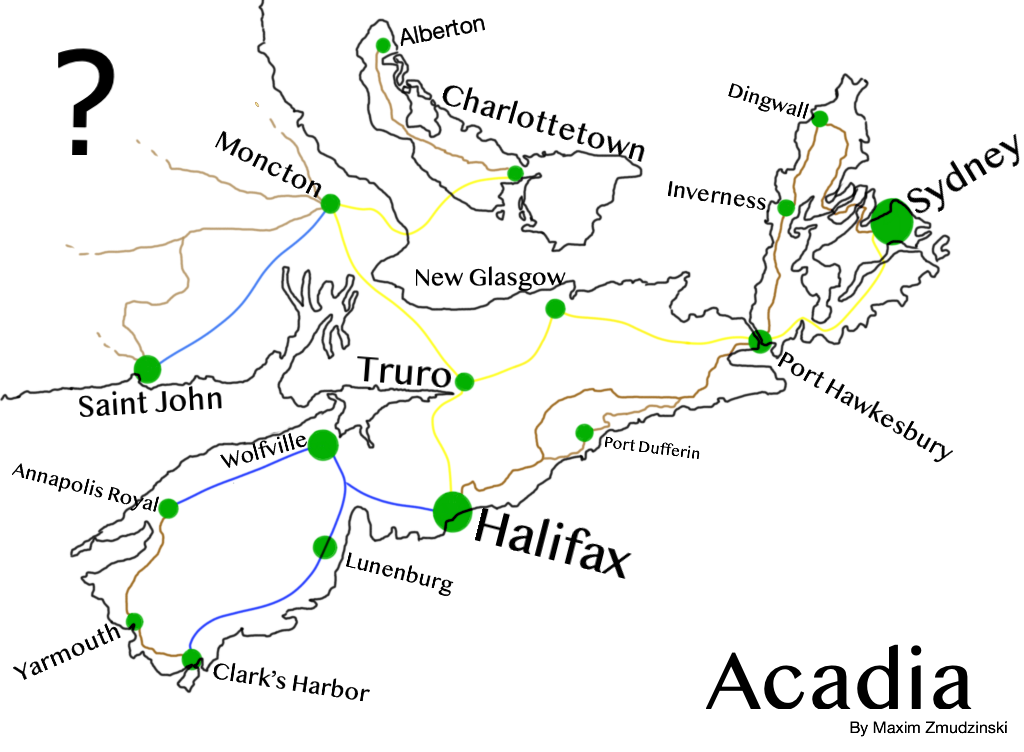 ?
Alberton
Charlottetown
Dingwall
Moncton
Sydney
Inverness
New Glasgow
Truro
Port Hawkesbury
Saint John
Wolfville
Port Dufferin
Annapolis Royal
Halifax
Lunenburg
Yarmouth
Clark's Harbor
Acadia
By Maxim Zmudzinski